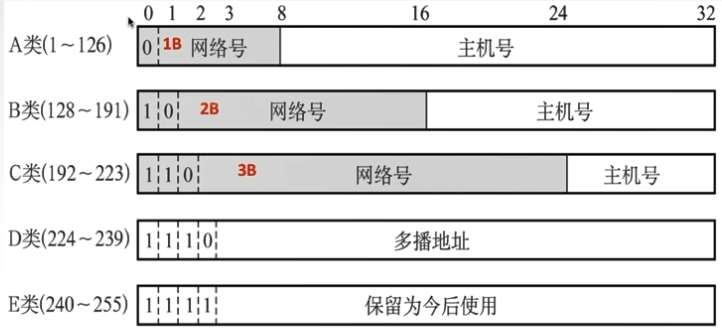 0 1 2 3 8 16 24 32
A类(1～126) 0 1B 网络号 主机号
B类(128～191) 1 0 2B 网络号 主机号
C类(192～223) 1 1 0 3B 网络号 主机号
D类(224～239) 1 1 1 0 多播地址
E类(240～255) 1 1 1 1 保留为今后使用